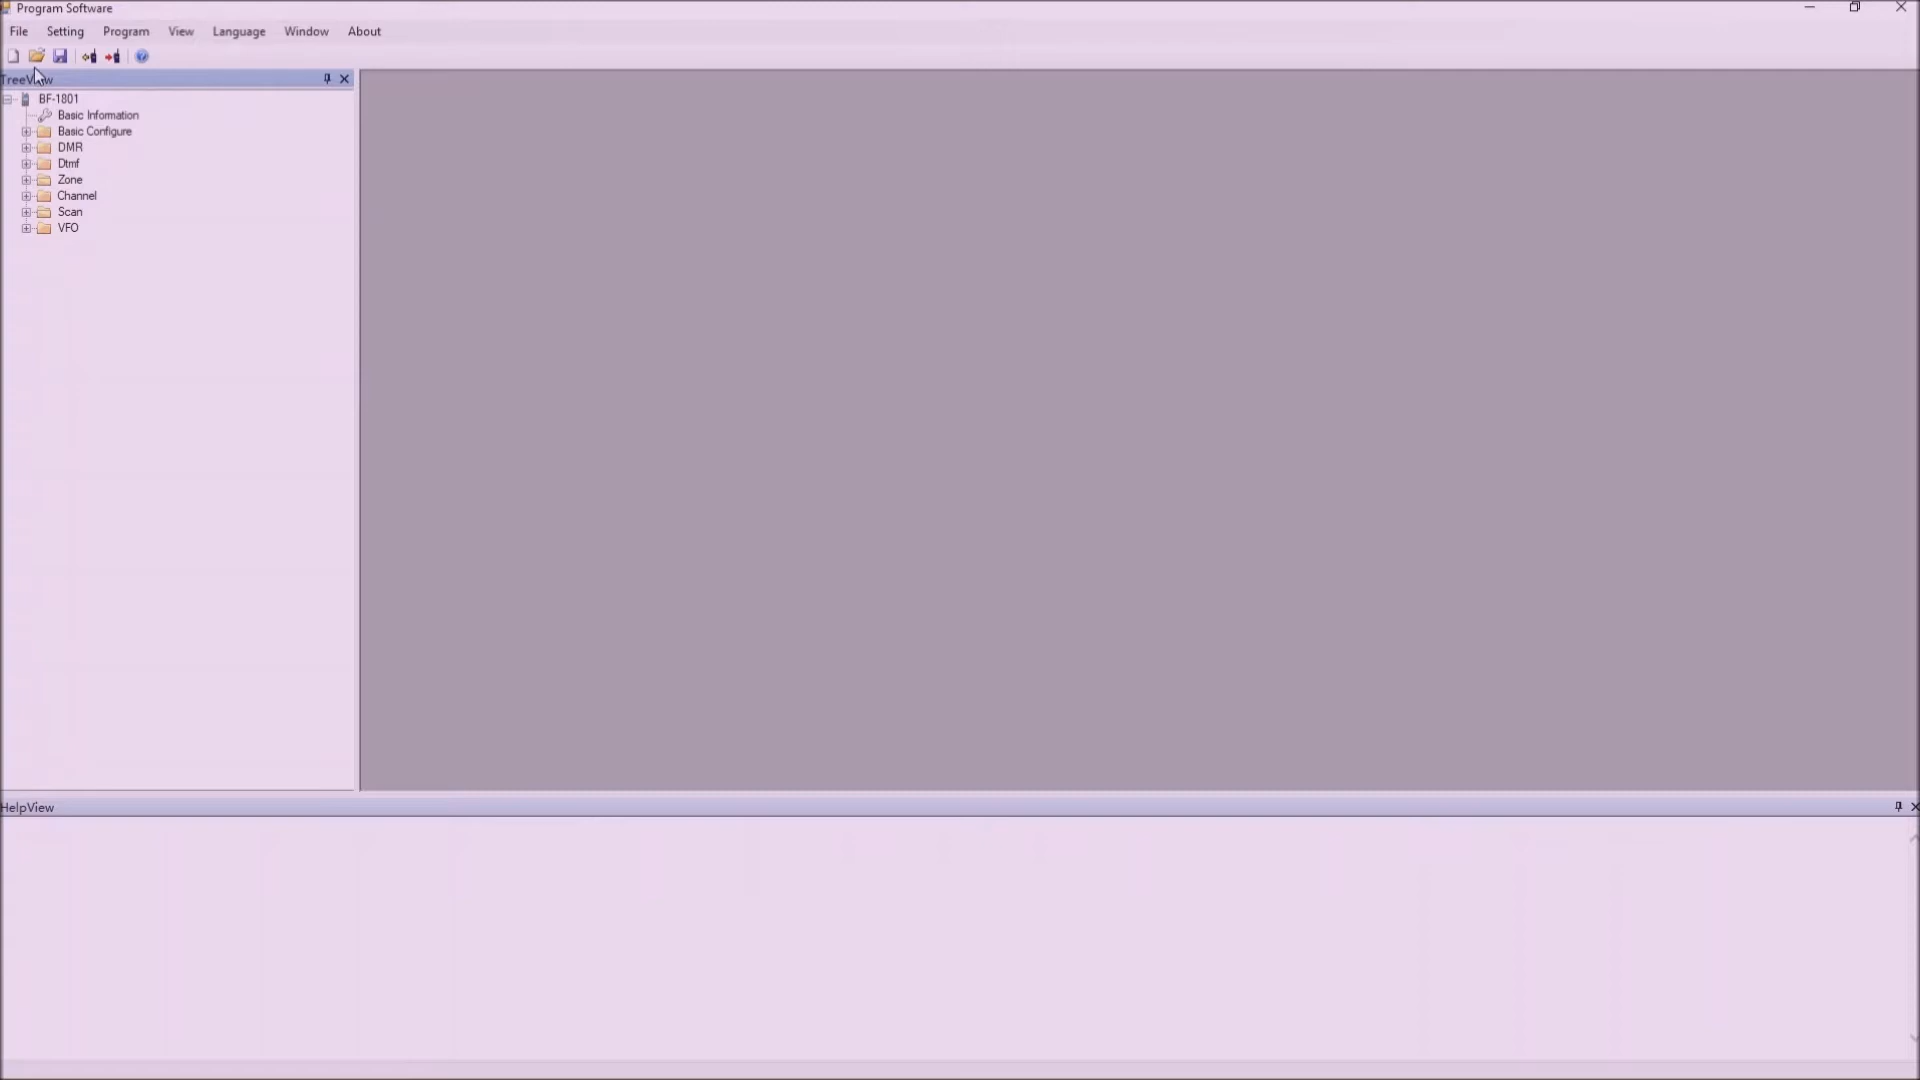 Program Software
File Setting Program View Language Window About
TreeView
BF-1801
Basic Information
Basic Configure
DMR
Dtmf
Zone
Channel
Scan
VFO
HelpView